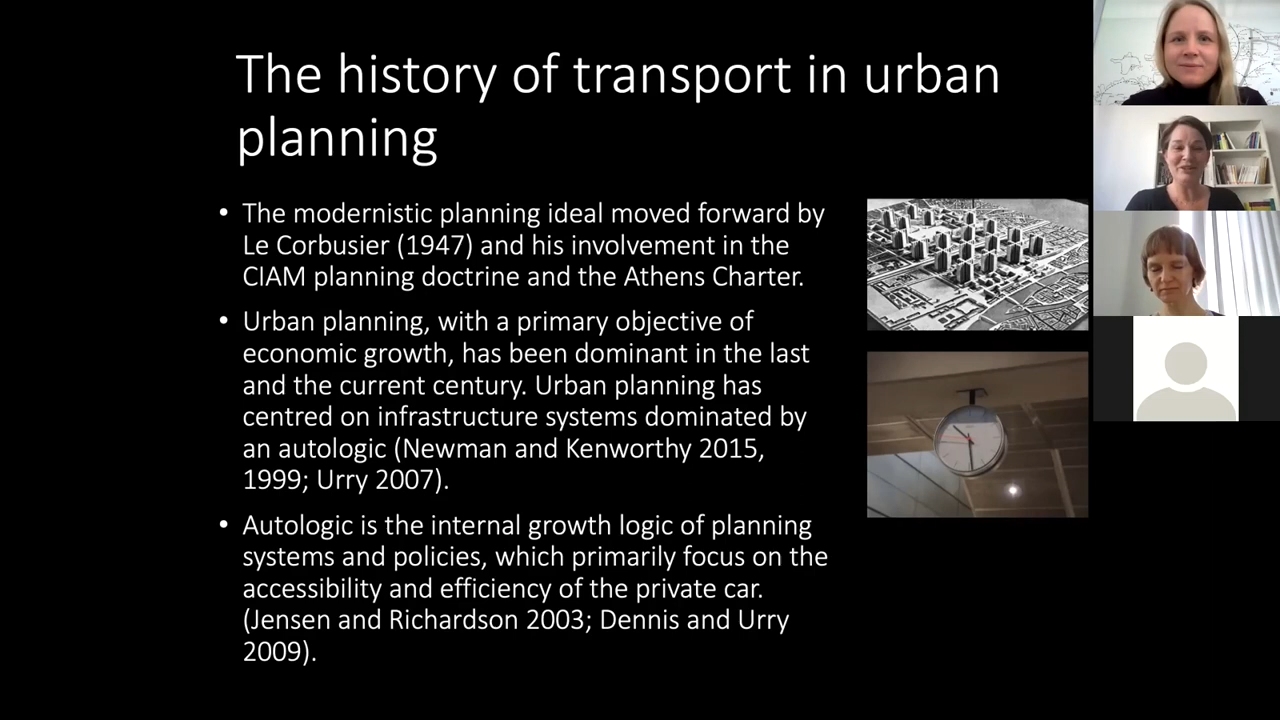 The history of transport in urban
planning
• The modernistic planning ideal moved forward by
Le Corbusier (1947) and his involvement in the
CIAM planning doctrine and the Athens Charter.
• Urban planning, with a primary objective of
economic growth, has been dominant in the last
and the current century. Urban planning has
centred on infrastructure systems dominated by
an autologic (Newman and Kenworthy 2015,
1999; Urry 2007).
• Autologic is the internal growth logic of planning
systems and policies, which primarily focus on the
accessibility and efficiency of the private car.
(Jensen and Richardson 2003; Dennis and Urry
2009).